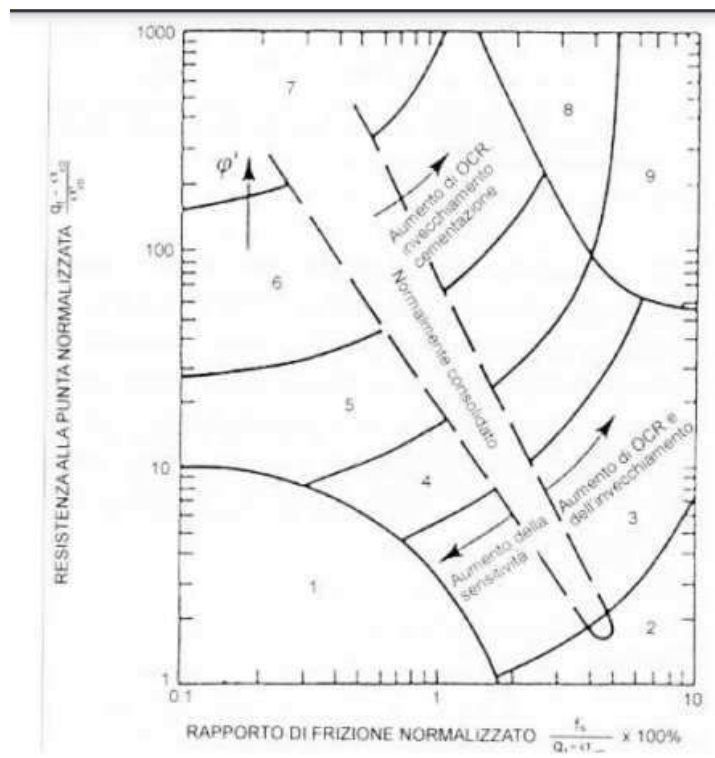 1000
100
10
1
0.1
1
10
RESISTENZA ALLA PUNTA NORMALIZZATA
7
8
9
φ'
6
5
4
3
1
2
Aumento di OCR,
invecchiamento
cementazione
Normalmente consolidato
Aumento di OCR e
dell'invecchiamento
Aumento della
sensitività
RAPPORTO DI FRIZIONE NORMALIZZATO x 100%